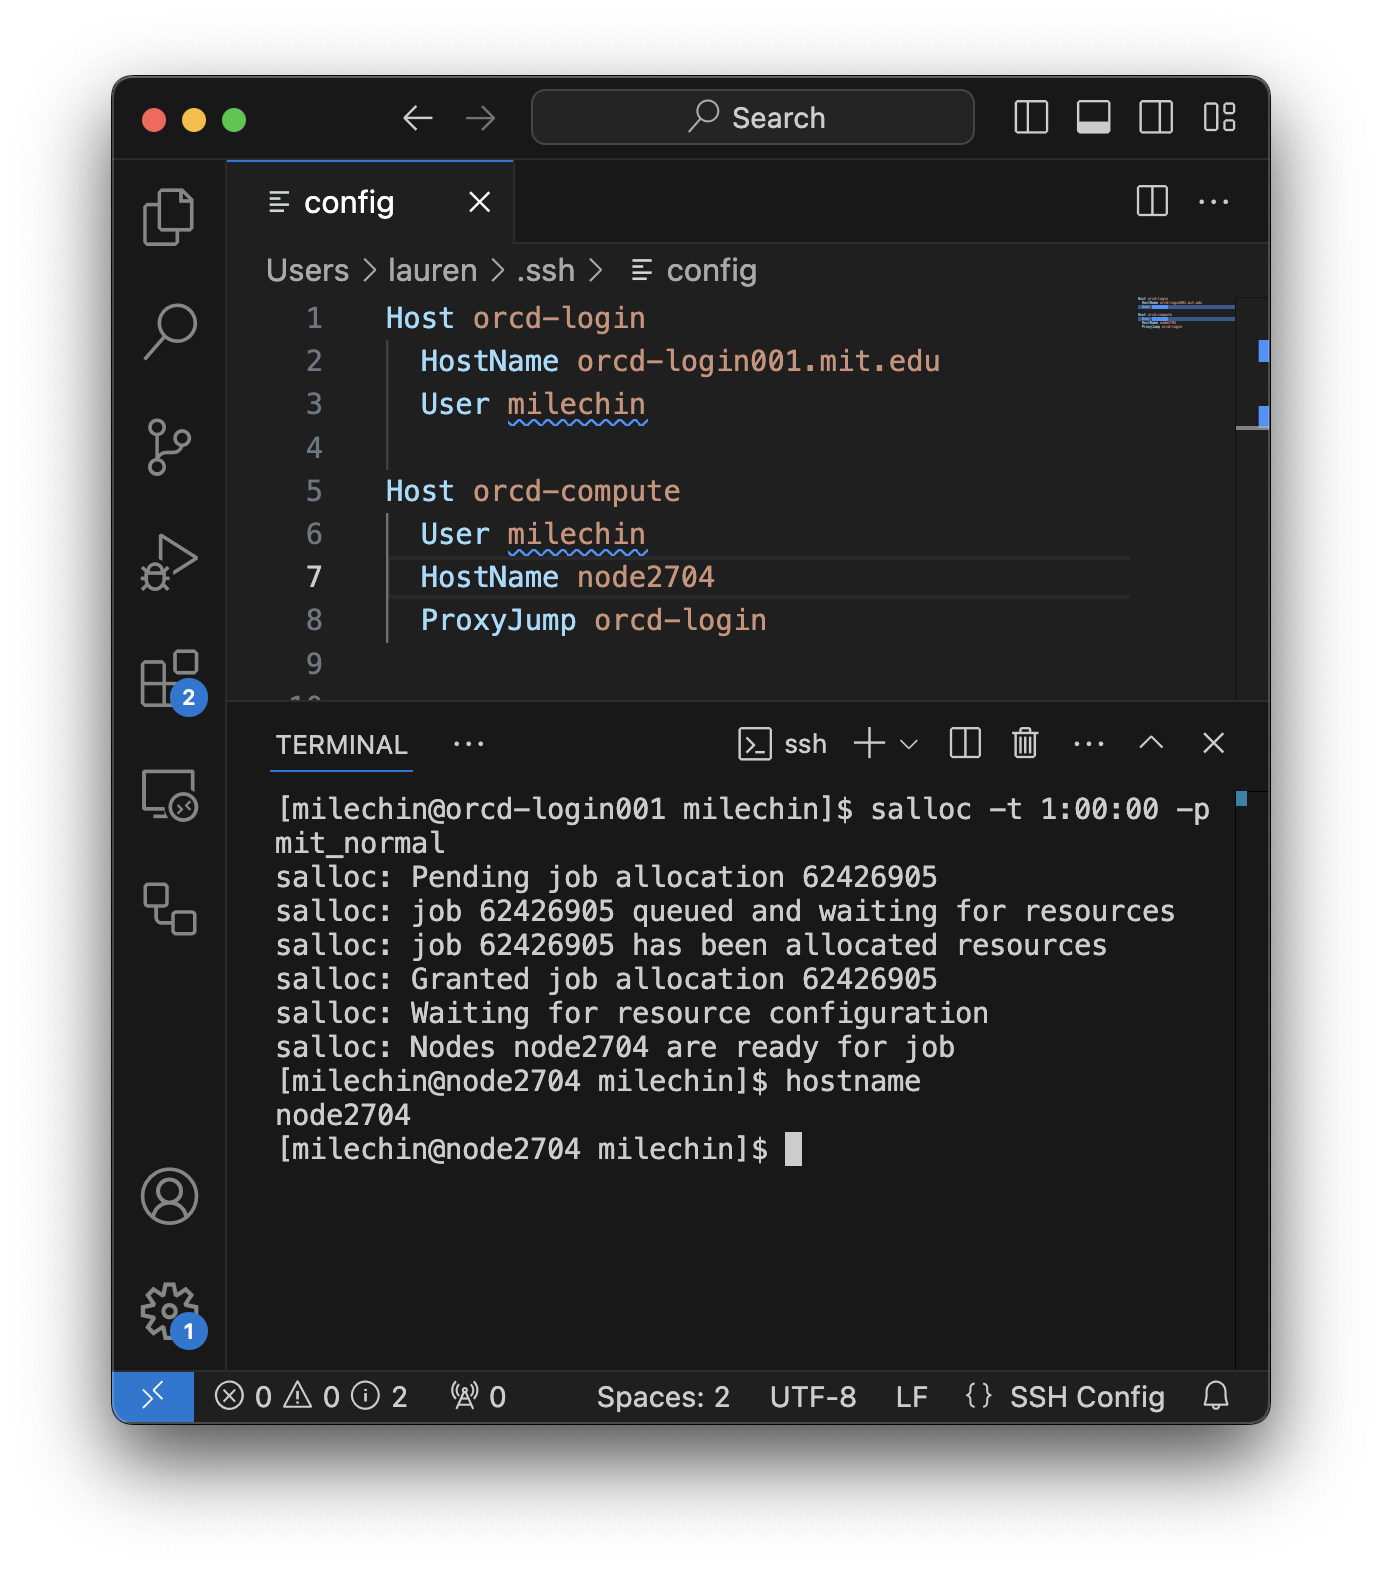 Search
config
Users > lauren > .ssh > config
1 Host orcd-login
2 HostName orcd-login001.mit.edu
3 User milechin
4
5 Host orcd-compute
6 User milechin
7 HostName node2704
8 ProxyJump orcd-login
9
2
TERMINAL ... ssh
[milechin@orcd-login001 milechin]$ salloc -t 1:00:00 -p
mit_normal
salloc: Pending job allocation 62426905
salloc: job 62426905 queued and waiting for resources
salloc: job 62426905 has been allocated resources
salloc: Granted job allocation 62426905
salloc: Waiting for resource configuration
salloc: Nodes node2704 are ready for job
[milechin@node2704 milechin]$ hostname
node2704
[milechin@node2704 milechin]$
1
0 0 2 0 Spaces: 2 UTF-8 LF {} SSH Config